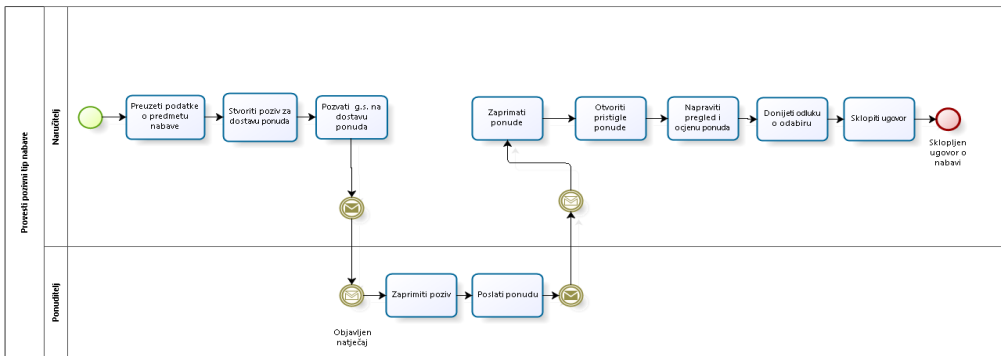 Provesti pozivni tip nabave
Naručitelj
Preuzeti podatke
o predmetu
nabave
Stvoriti poziv za
dostavu ponuda
Pozvati g.s. na
dostavu
ponuda
Zaprimati
ponude
Otvoriti
pristigle
ponude
Napraviti
pregled i
ocjenu ponuda
Donijeti odluku
o odabiru
Sklopiti ugovor
Sklopljen
ugovor o
nabavi
Ponuditelj
Zaprimiti poziv
Poslati ponudu
Objavljen
natječaj